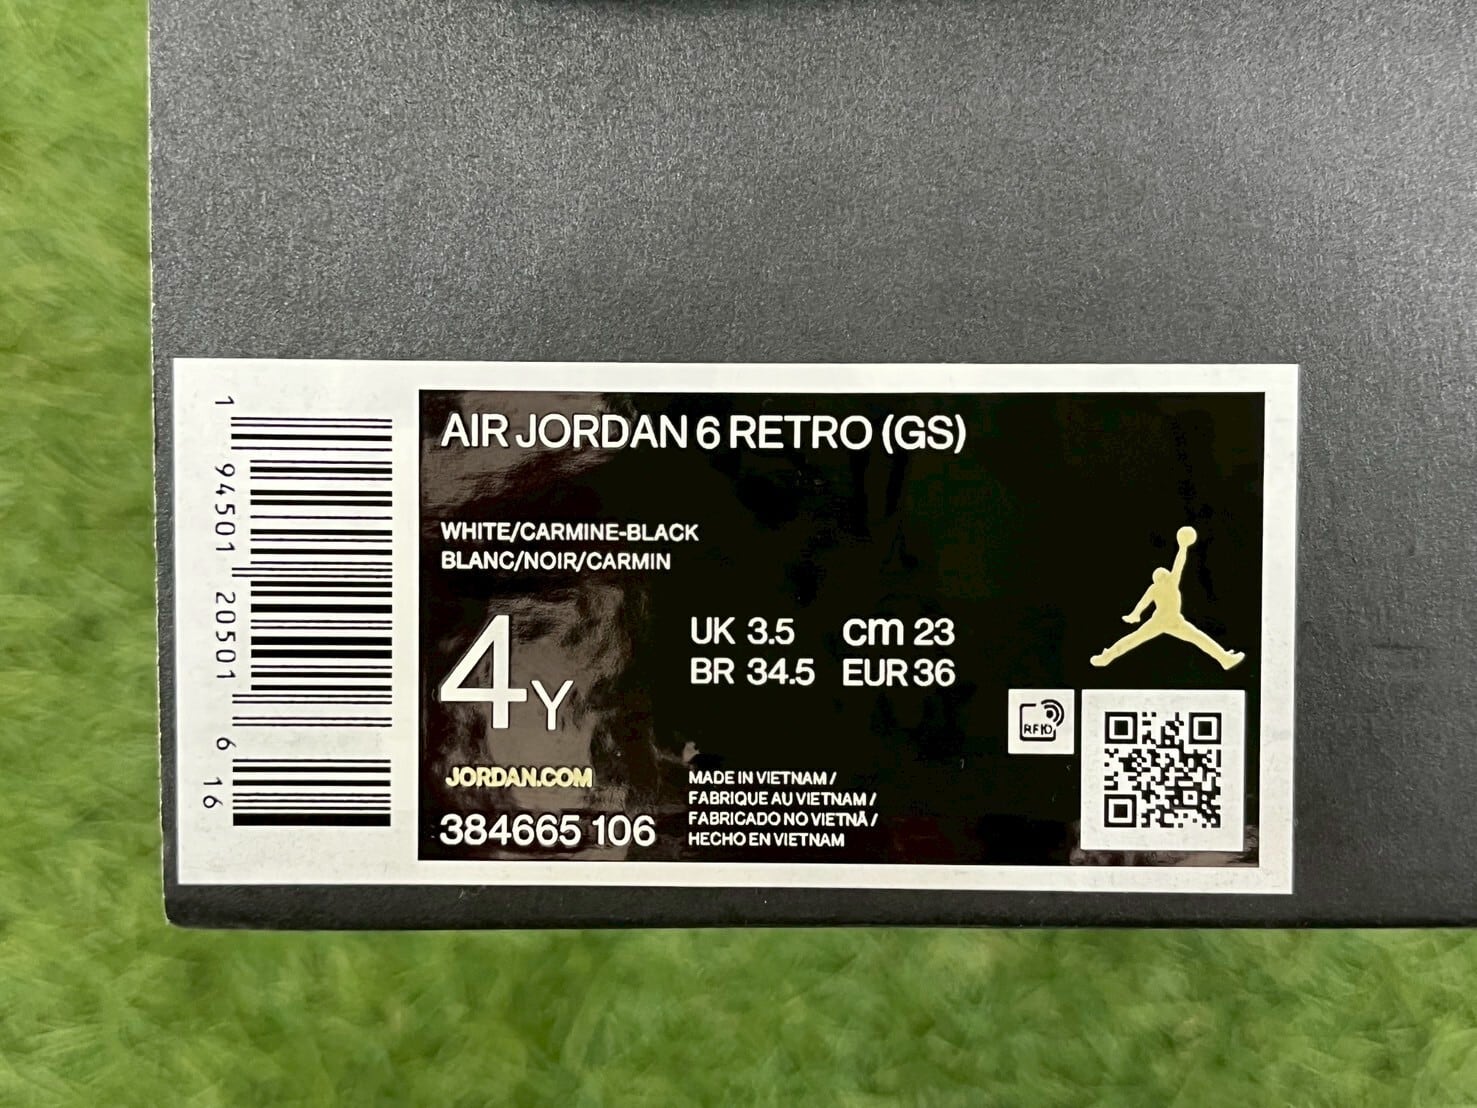 AIR JORDAN 6 RETRO (GS)
WHITE/CARMINE-BLACK
BLANC/NOIR/CARMIN
4Y
UK 3.5 cm 23
BR 34.5 EUR 36
JORDAN.COM
384665 106
MADE IN VIETNAM /
FABRIQUE AU VIETNAM /
FABRICADO NO VIETNÃ /
HECHO EN VIETNAM
RFID
1 94501 20501 6 16